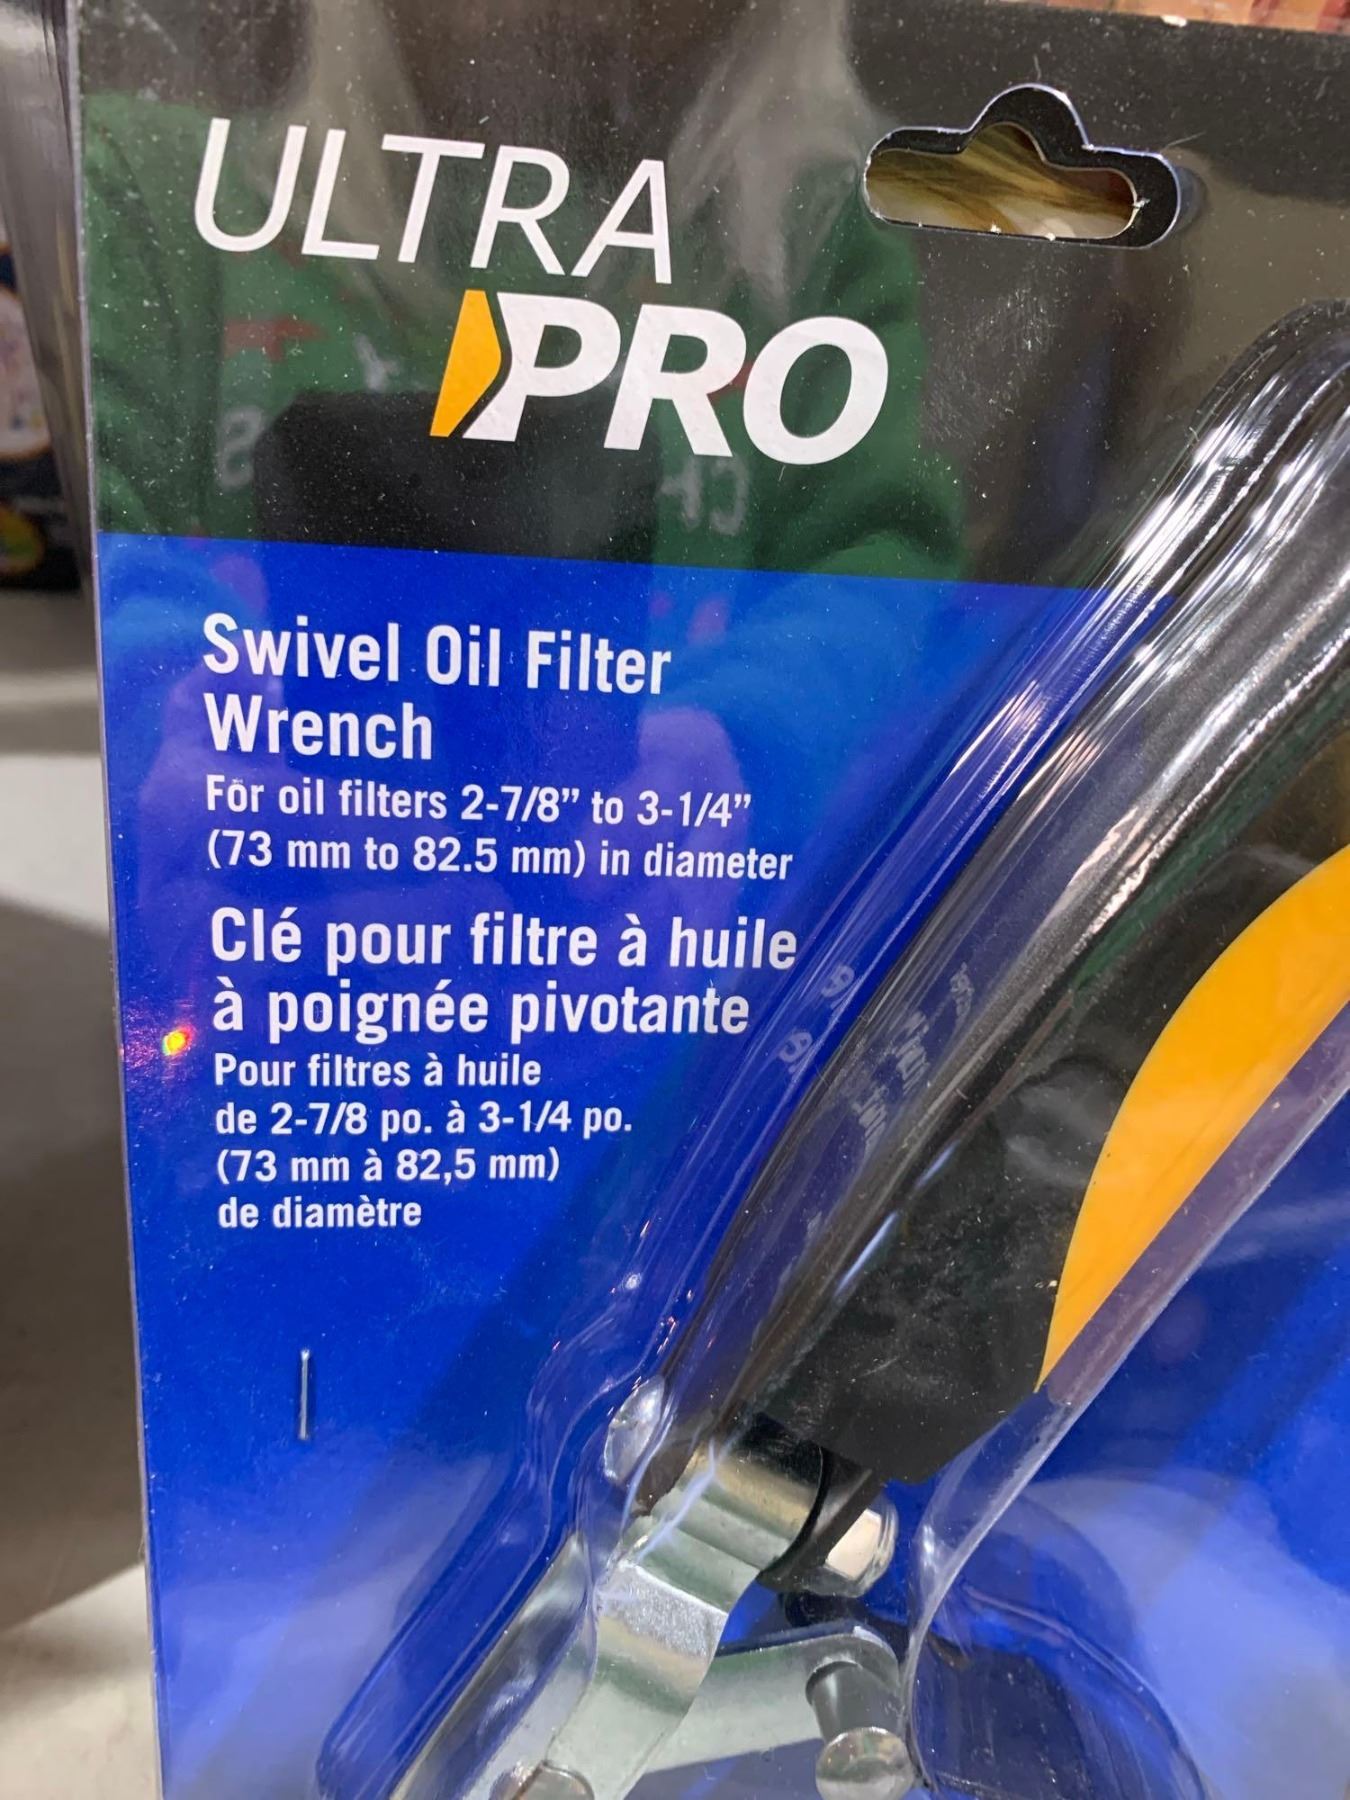 ULTRA
PRO
Swivel Oil Filter
Wrench
For oil filters 2-7/8” to 3-1/4”
(73 mm to 82.5 mm) in diameter
Clé pour filtre à huile
à poignée pivotante
Pour filtres à huile
de 2-7/8 po. à 3-1/4 po.
(73 mm à 82,5 mm)
de diamètre